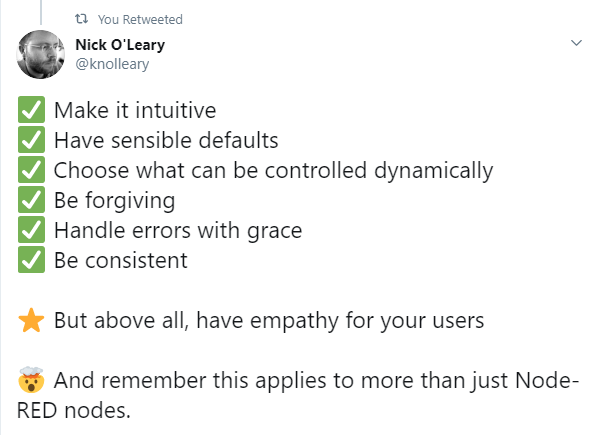 You Retweeted
Nick O'Leary
@knolleary
✅ Make it intuitive
✅ Have sensible defaults
✅ Choose what can be controlled dynamically
✅ Be forgiving
✅ Handle errors with grace
✅ Be consistent
⭐ But above all, have empathy for your users
🤯 And remember this applies to more than just Node-
RED nodes.